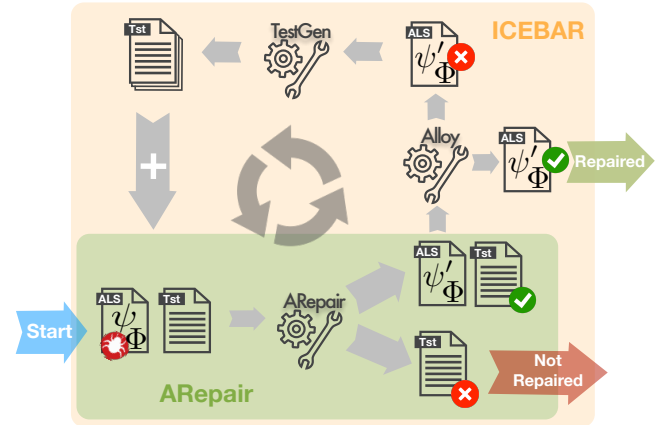 TestGen
ICEBAR
Tst
ALS
ψ′
Φ
+
Alloy
ALS
ψ′
Φ
Repaired
ALS
ψ′
Φ
Tst
Start
ALS
ψ
Φ
Tst
ARepair
Tst
Not
Repaired
ARepair